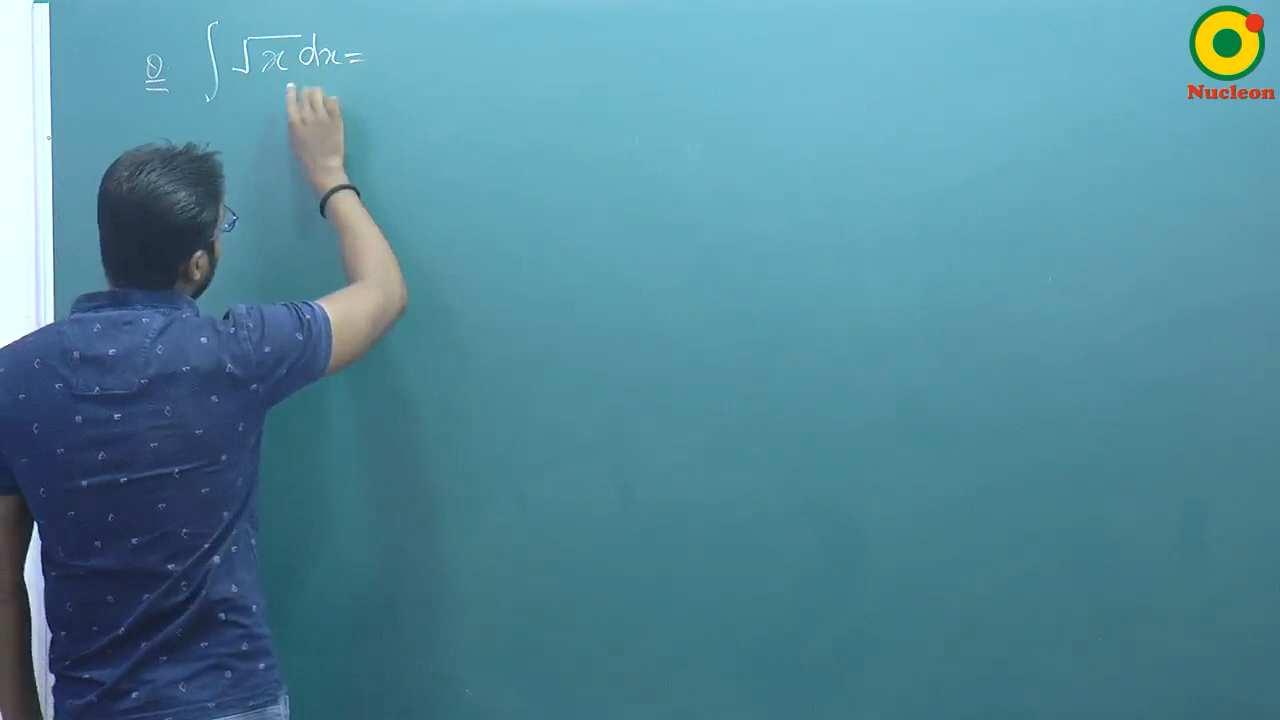 Q ∫ √x dx =
Nucleon